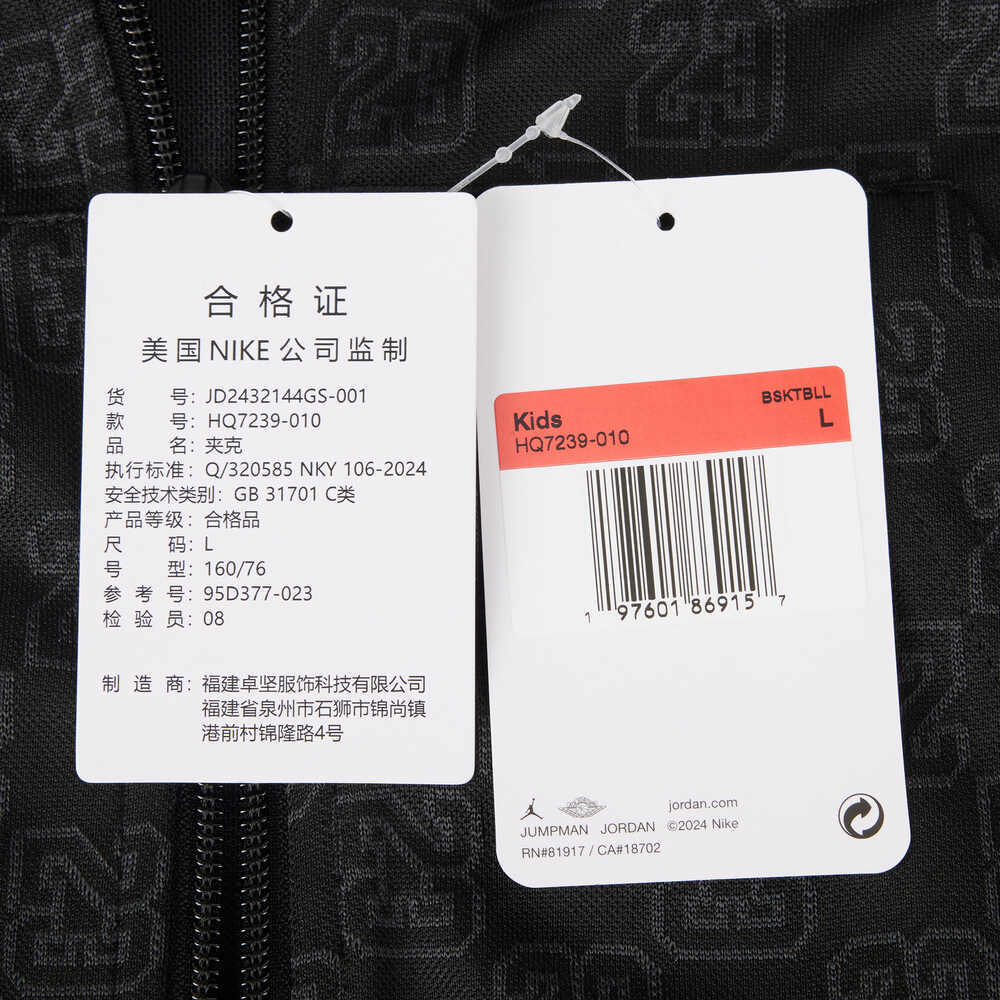 合格证
美国NIKE公司监制
货号: JD2432144GS-001
款号: HQ7239-010
品名: 夹克
执行标准: Q/320585 NKY 106-2024
安全技术类别: GB 31701 C类
产品等级: 合格品
尺码: L
号型: 160/76
参考号: 95D377-023
检验员: 08
制造商: 福建卓坚服饰科技有限公司
福建省泉州市石狮市锦尚镇
港前村锦隆路4号
BSKTBLL
Kids L
HQ7239-010
1 97601 86915 7
jordan.com
JUMPMAN JORDAN ©2024 Nike
RN#81917 / CA#18702
23
23
23